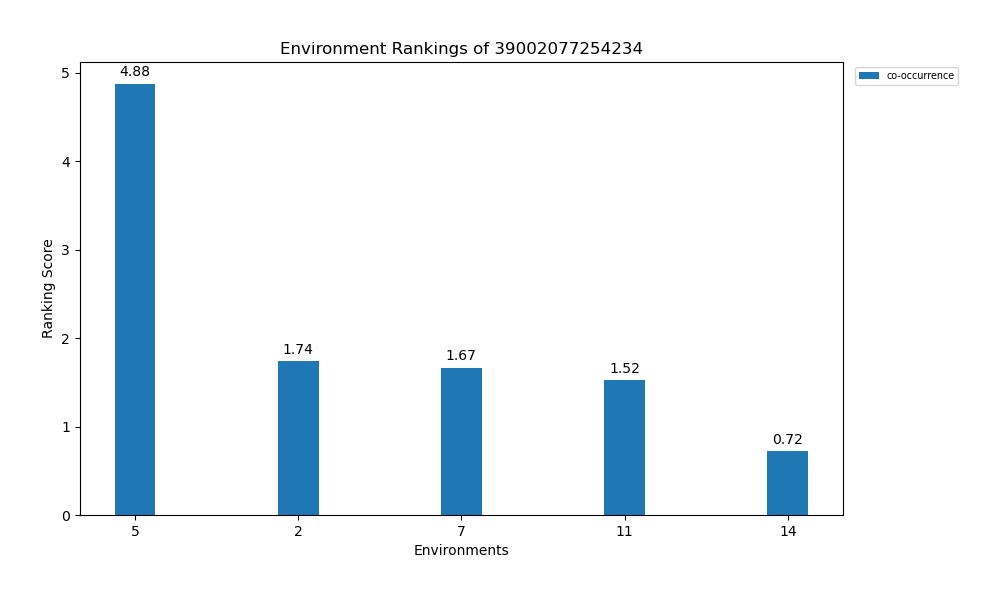 Environment Rankings of 39002077254234
co-occurrence
Ranking Score
5
4
3
2
1
0
4.88
1.74
1.67
1.52
0.72
5 2 7 11 14
Environments